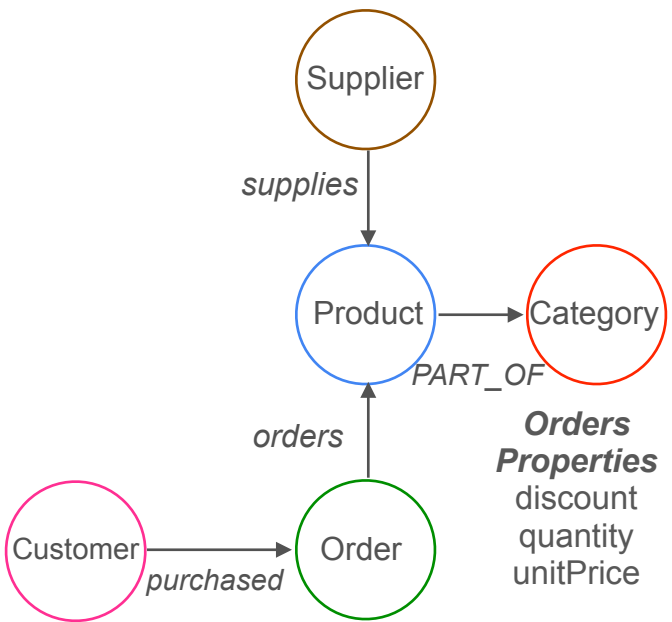 Supplier
supplies
Product
Category
PART_OF
orders
Orders
Properties
discount
quantity
unitPrice
Customer
purchased
Order